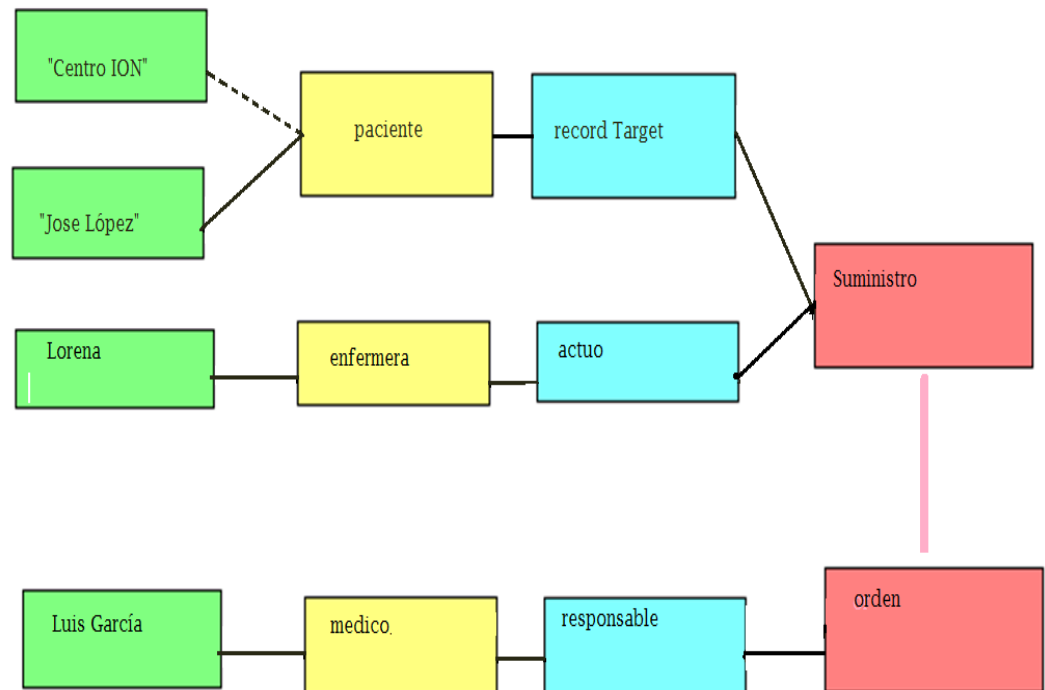 "Centro ION"
paciente
record Target
"Jose López"
Suministro
Lorena
enfermera
actuo
Luis García
medico.
responsable
orden